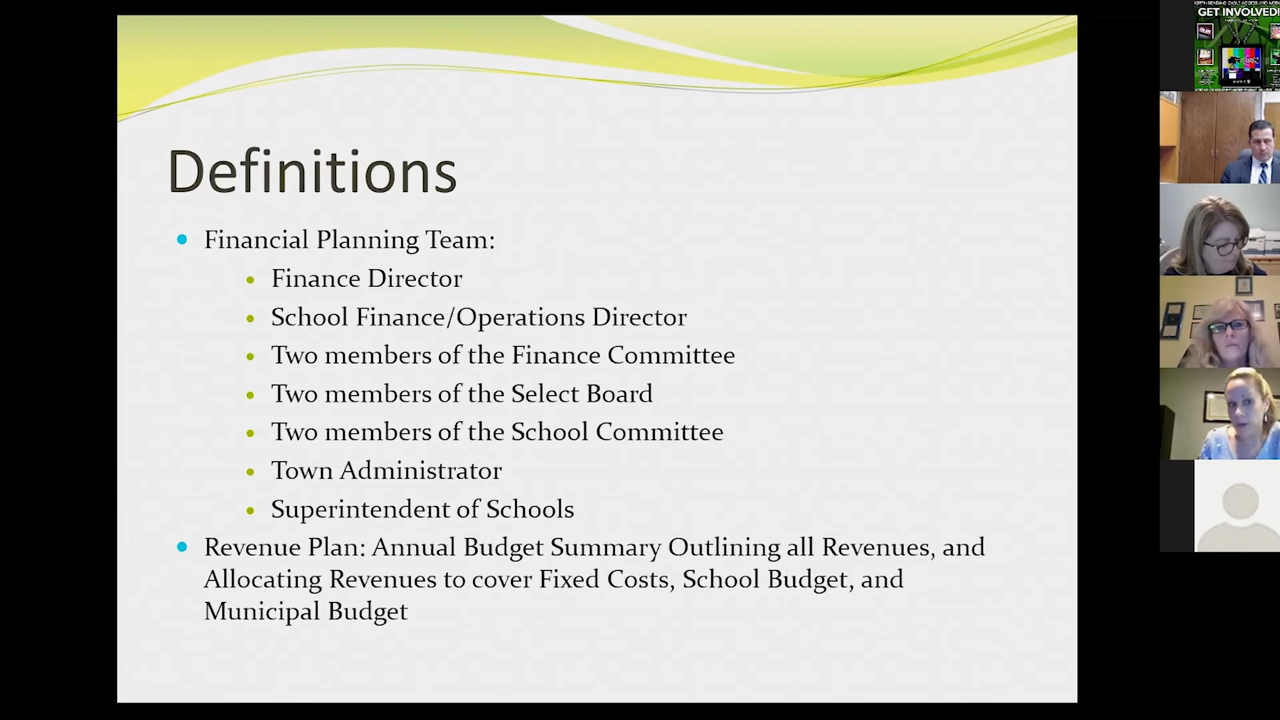 GET INVOLVED!
Definitions
Financial Planning Team:
Finance Director
School Finance/Operations Director
Two members of the Finance Committee
Two members of the Select Board
Two members of the School Committee
Town Administrator
Superintendent of Schools
Revenue Plan: Annual Budget Summary Outlining all Revenues, and
Allocating Revenues to cover Fixed Costs, School Budget, and
Municipal Budget